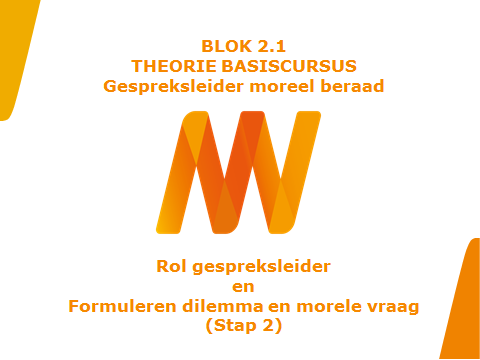 BLOK 2.1
THEORIE BASISCURSUS
Gespreksleider moreel beraad
Rol gespreksleider
en
Formuleren dilemma en morele vraag
(Stap 2)